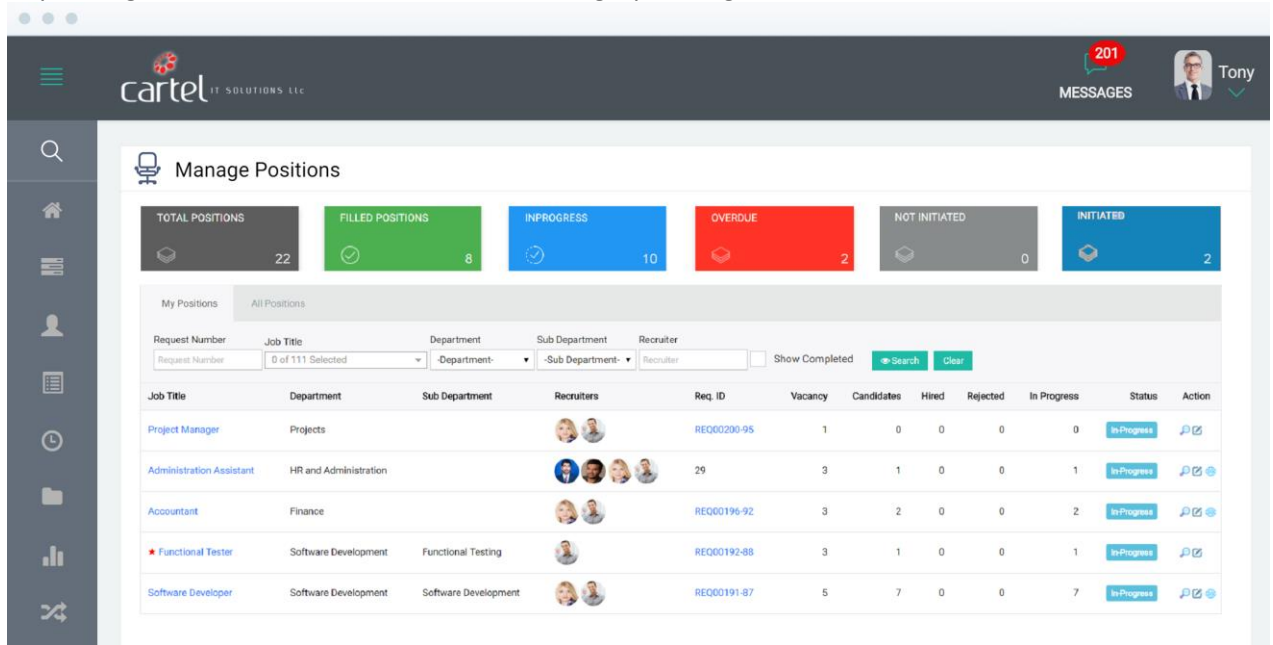 201
cartel IT SOLUTIONS LLC
MESSAGES
Tony
Manage Positions
TOTAL POSITIONS FILLED POSITIONS INPROGRESS OVERDUE NOT INITIATED INITIATED
22 8 10 2 0 2
My Positions All Positions
Request Number Job Title Department Sub Department Recruiter
Request Number 0 of 111 Selected -Department- -Sub Department- Recruiter Show Completed Search Clear
Job Title Department Sub Department Recruiters Req. ID Vacancy Candidates Hired Rejected In Progress Status Action
Project Manager Projects REQ00200-95 1 0 0 0 0 In-Progress
Administration Assistant HR and Administration 29 3 1 0 0 1 In-Progress
Accountant Finance REQ00196-92 3 2 0 0 2 In-Progress
Functional Tester Software Development Functional Testing REQ00192-88 3 1 0 0 1 In-Progress
Software Developer Software Development Software Development REQ00191-87 5 7 0 0 7 In-Progress